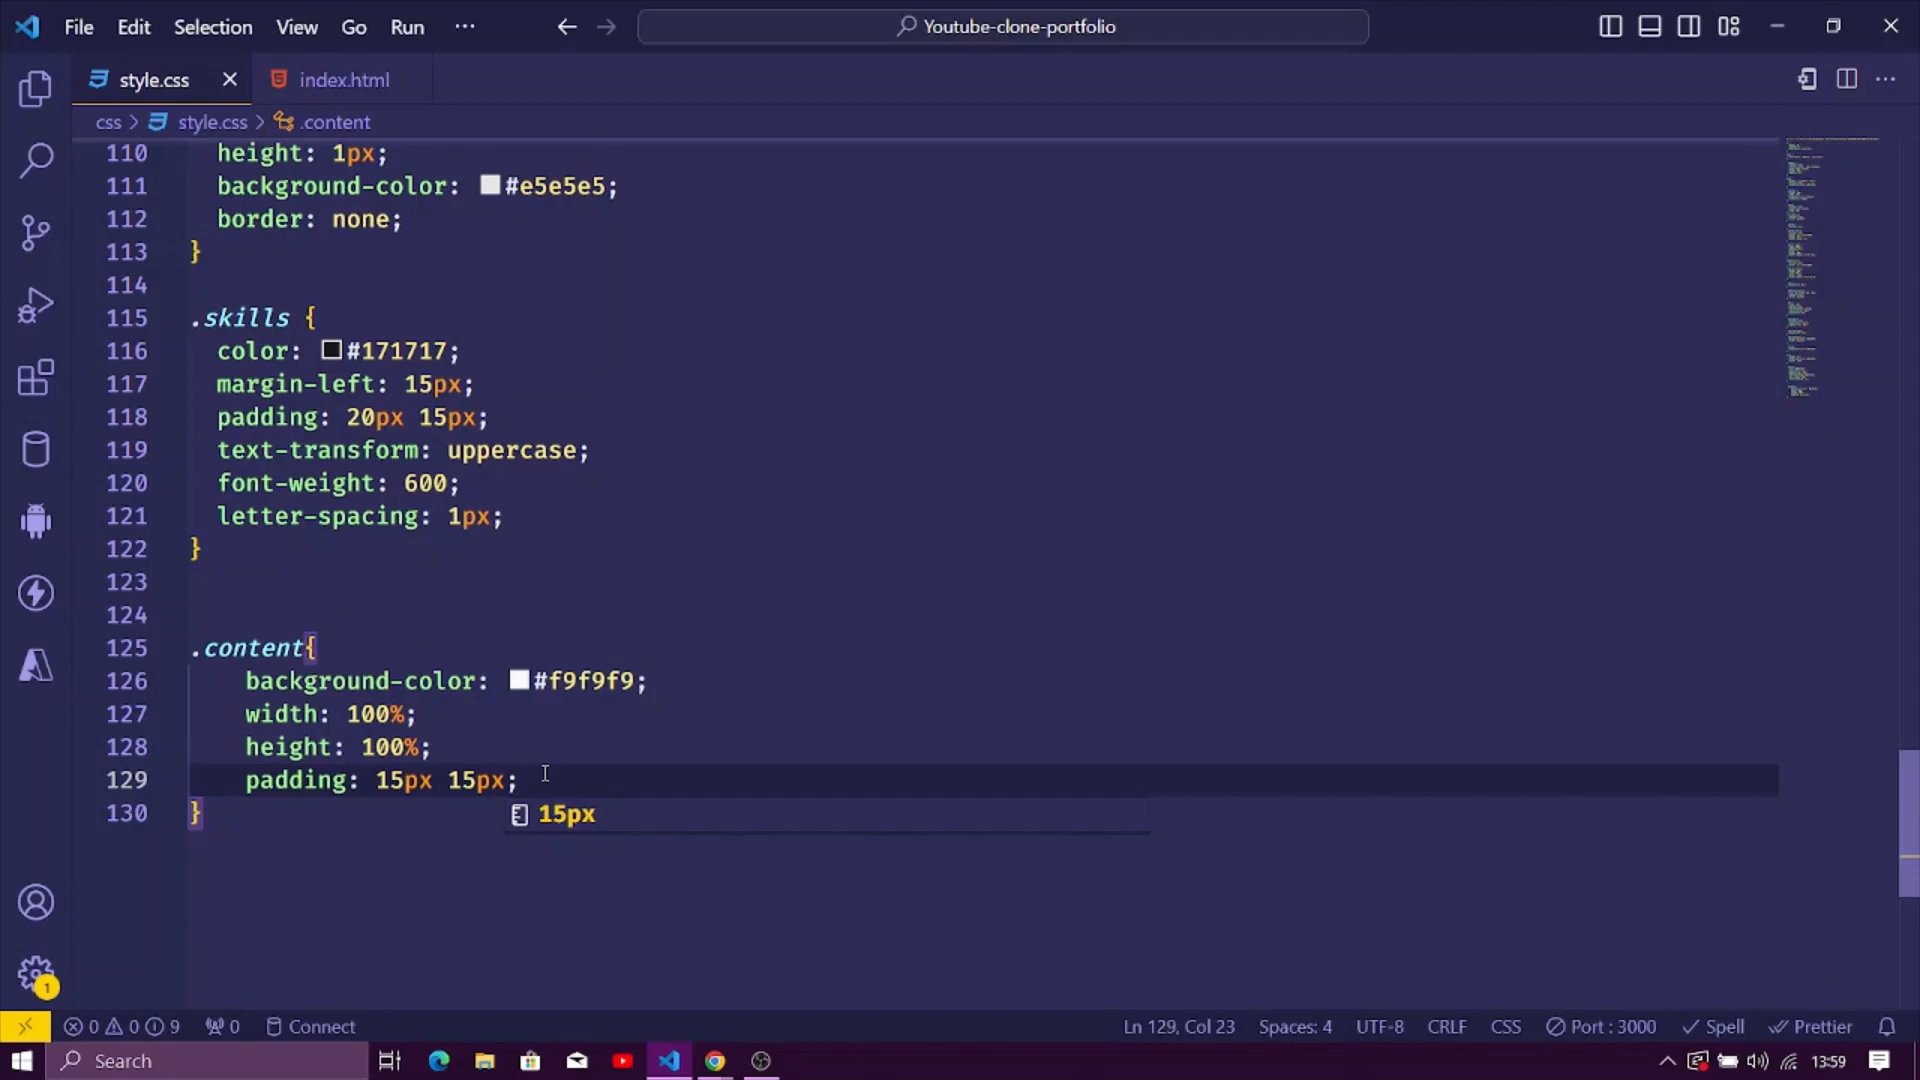 File Edit Selection View Go Run ···
Youtube-clone-portfolio
style.css
index.html
css > style.css > .content
110 height: 1px;
111 background-color: #e5e5e5;
112 border: none;
113 }
114
115 .skills {
116 color: #171717;
117 margin-left: 15px;
118 padding: 20px 15px;
119 text-transform: uppercase;
120 font-weight: 600;
121 letter-spacing: 1px;
122 }
123
124
125 .content{
126 background-color: #f9f9f9;
127 width: 100%;
128 height: 100%;
129 padding: 15px 15px;
130 }
15px
1
0 0 9 0 Connect Ln 129, Col 23 Spaces: 4 UTF-8 CRLF CSS Port : 3000 Spell Prettier
Search 13:59